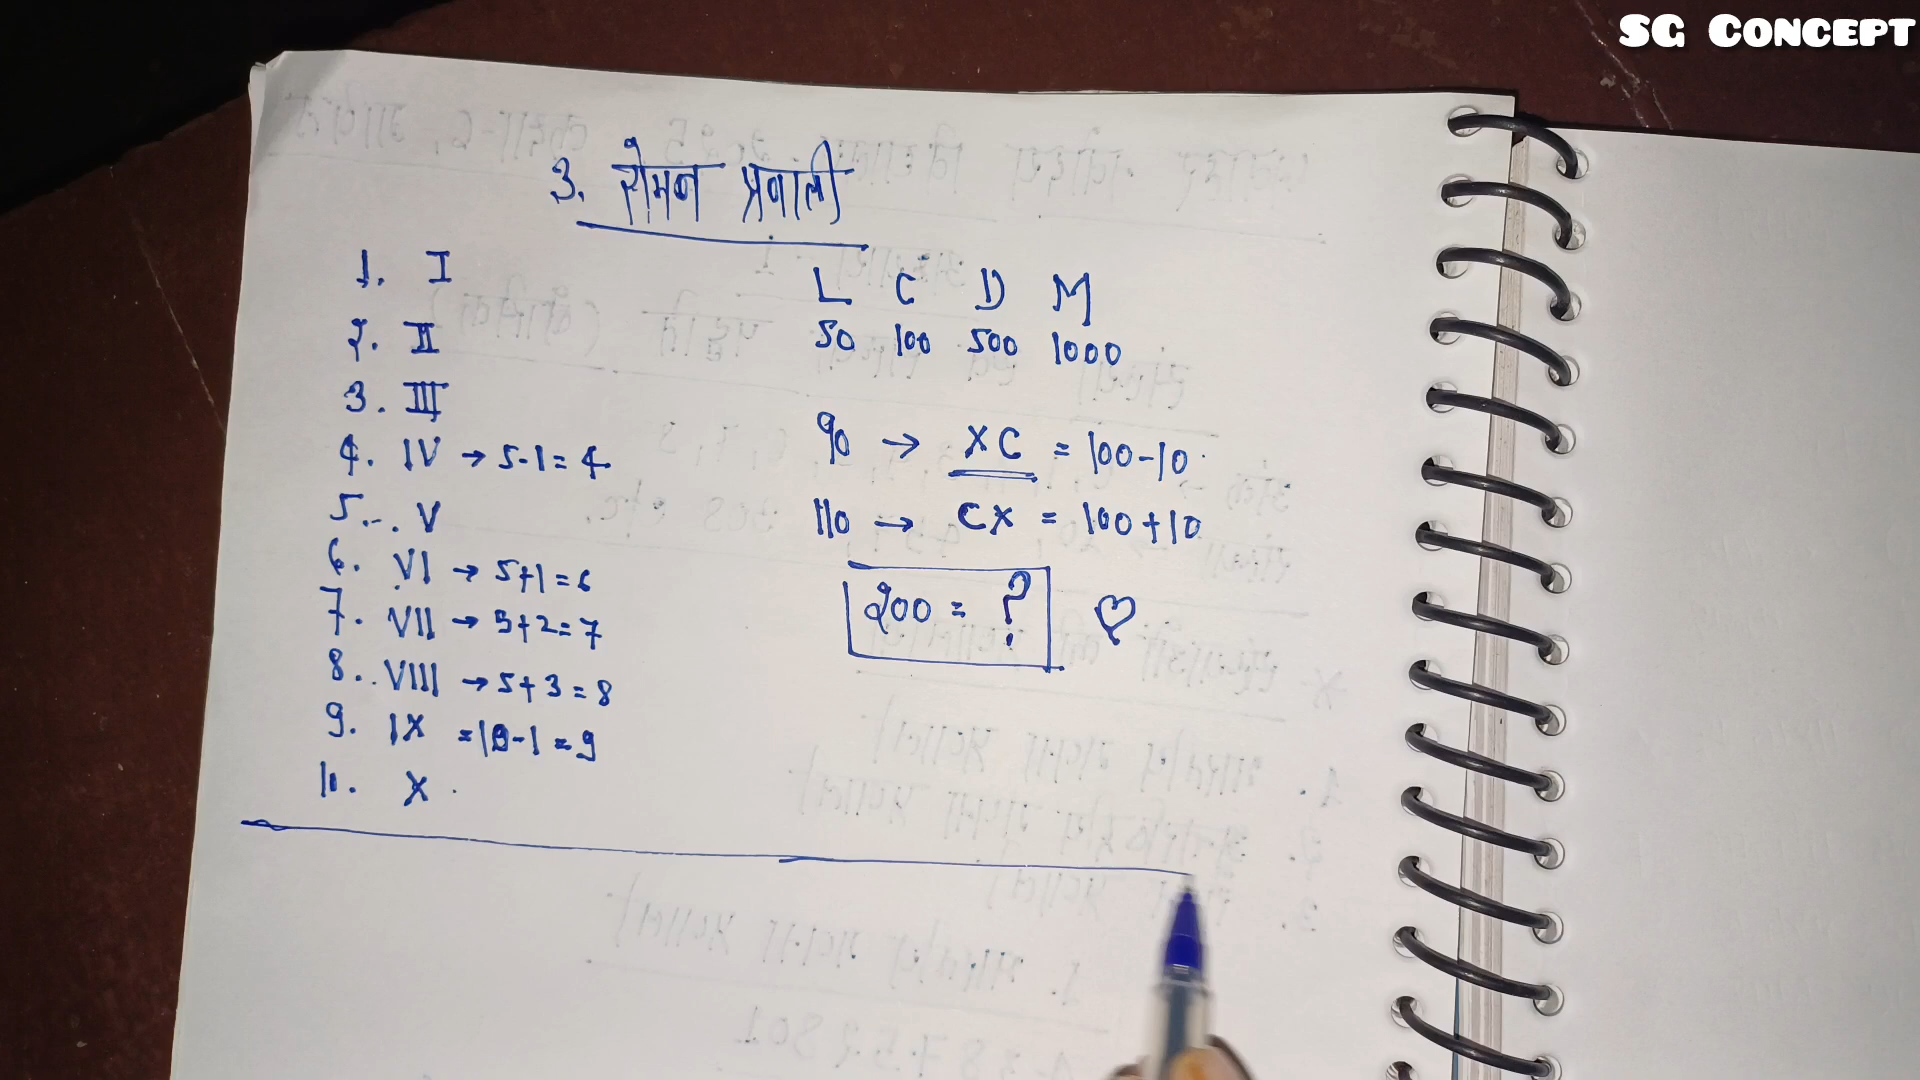 SG CONCEPT
3. रोमन प्रणाली
1. I
2. II
3. III
4. IV → 5-1=4
5... V
6. VI → 5+1=6
7. VII → 5+2=7
8.. VIII → 5+3=8
9. IX =10-1=9
10. X
L C D M
50 100 500 1000
90 → XC = 100-10
110 → CX = 100+10
200 = ?